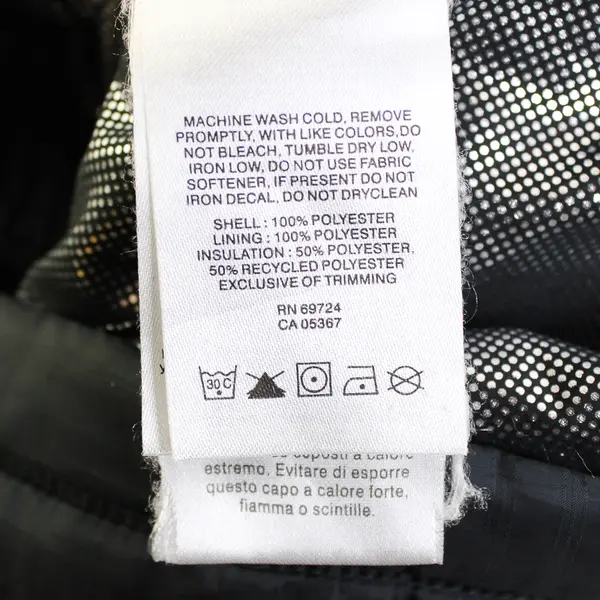 MACHINE WASH COLD, REMOVE
PROMPTLY, WITH LIKE COLORS,DO
NOT BLEACH, TUMBLE DRY LOW,
IRON LOW, DO NOT USE FABRIC
SOFTENER, IF PRESENT DO NOT
IRON DECAL, DO NOT DRYCLEAN
SHELL : 100% POLYESTER
LINING : 100% POLYESTER
INSULATION : 50% POLYESTER,
50% RECYCLED POLYESTER
EXCLUSIVE OF TRIMMING
RN 69724
CA 05367
30 C
esposti a calore
estremo. Evitare di esporre
questo capo a calore forte,
fiamma o scintille.